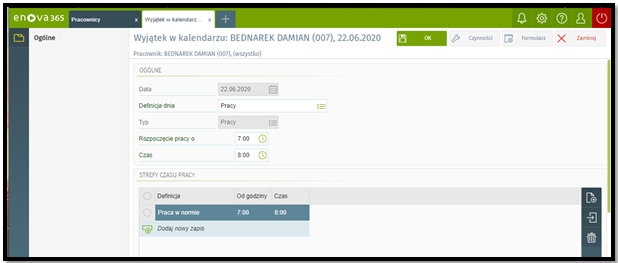 enova365 Pracownicy x Wyjątek w kalendarz... x
Ogólne
Wyjątek w kalendarzu: BEDNAREK DAMIAN (007), 22.06.2020
OK Czynności Formularz Zamknij
Pracownik: BEDNAREK DAMIAN (007), (wszystko)
OGÓLNE
Data 22.06.2020
Definicja dnia Pracy
Typ Pracy
Rozpoczęcie pracy o 7:00
Czas 8:00
STREFY CZASU PRACY
Definicja Od godziny Czas
Praca w normie 7:00 8:00
Dodaj nowy zapis